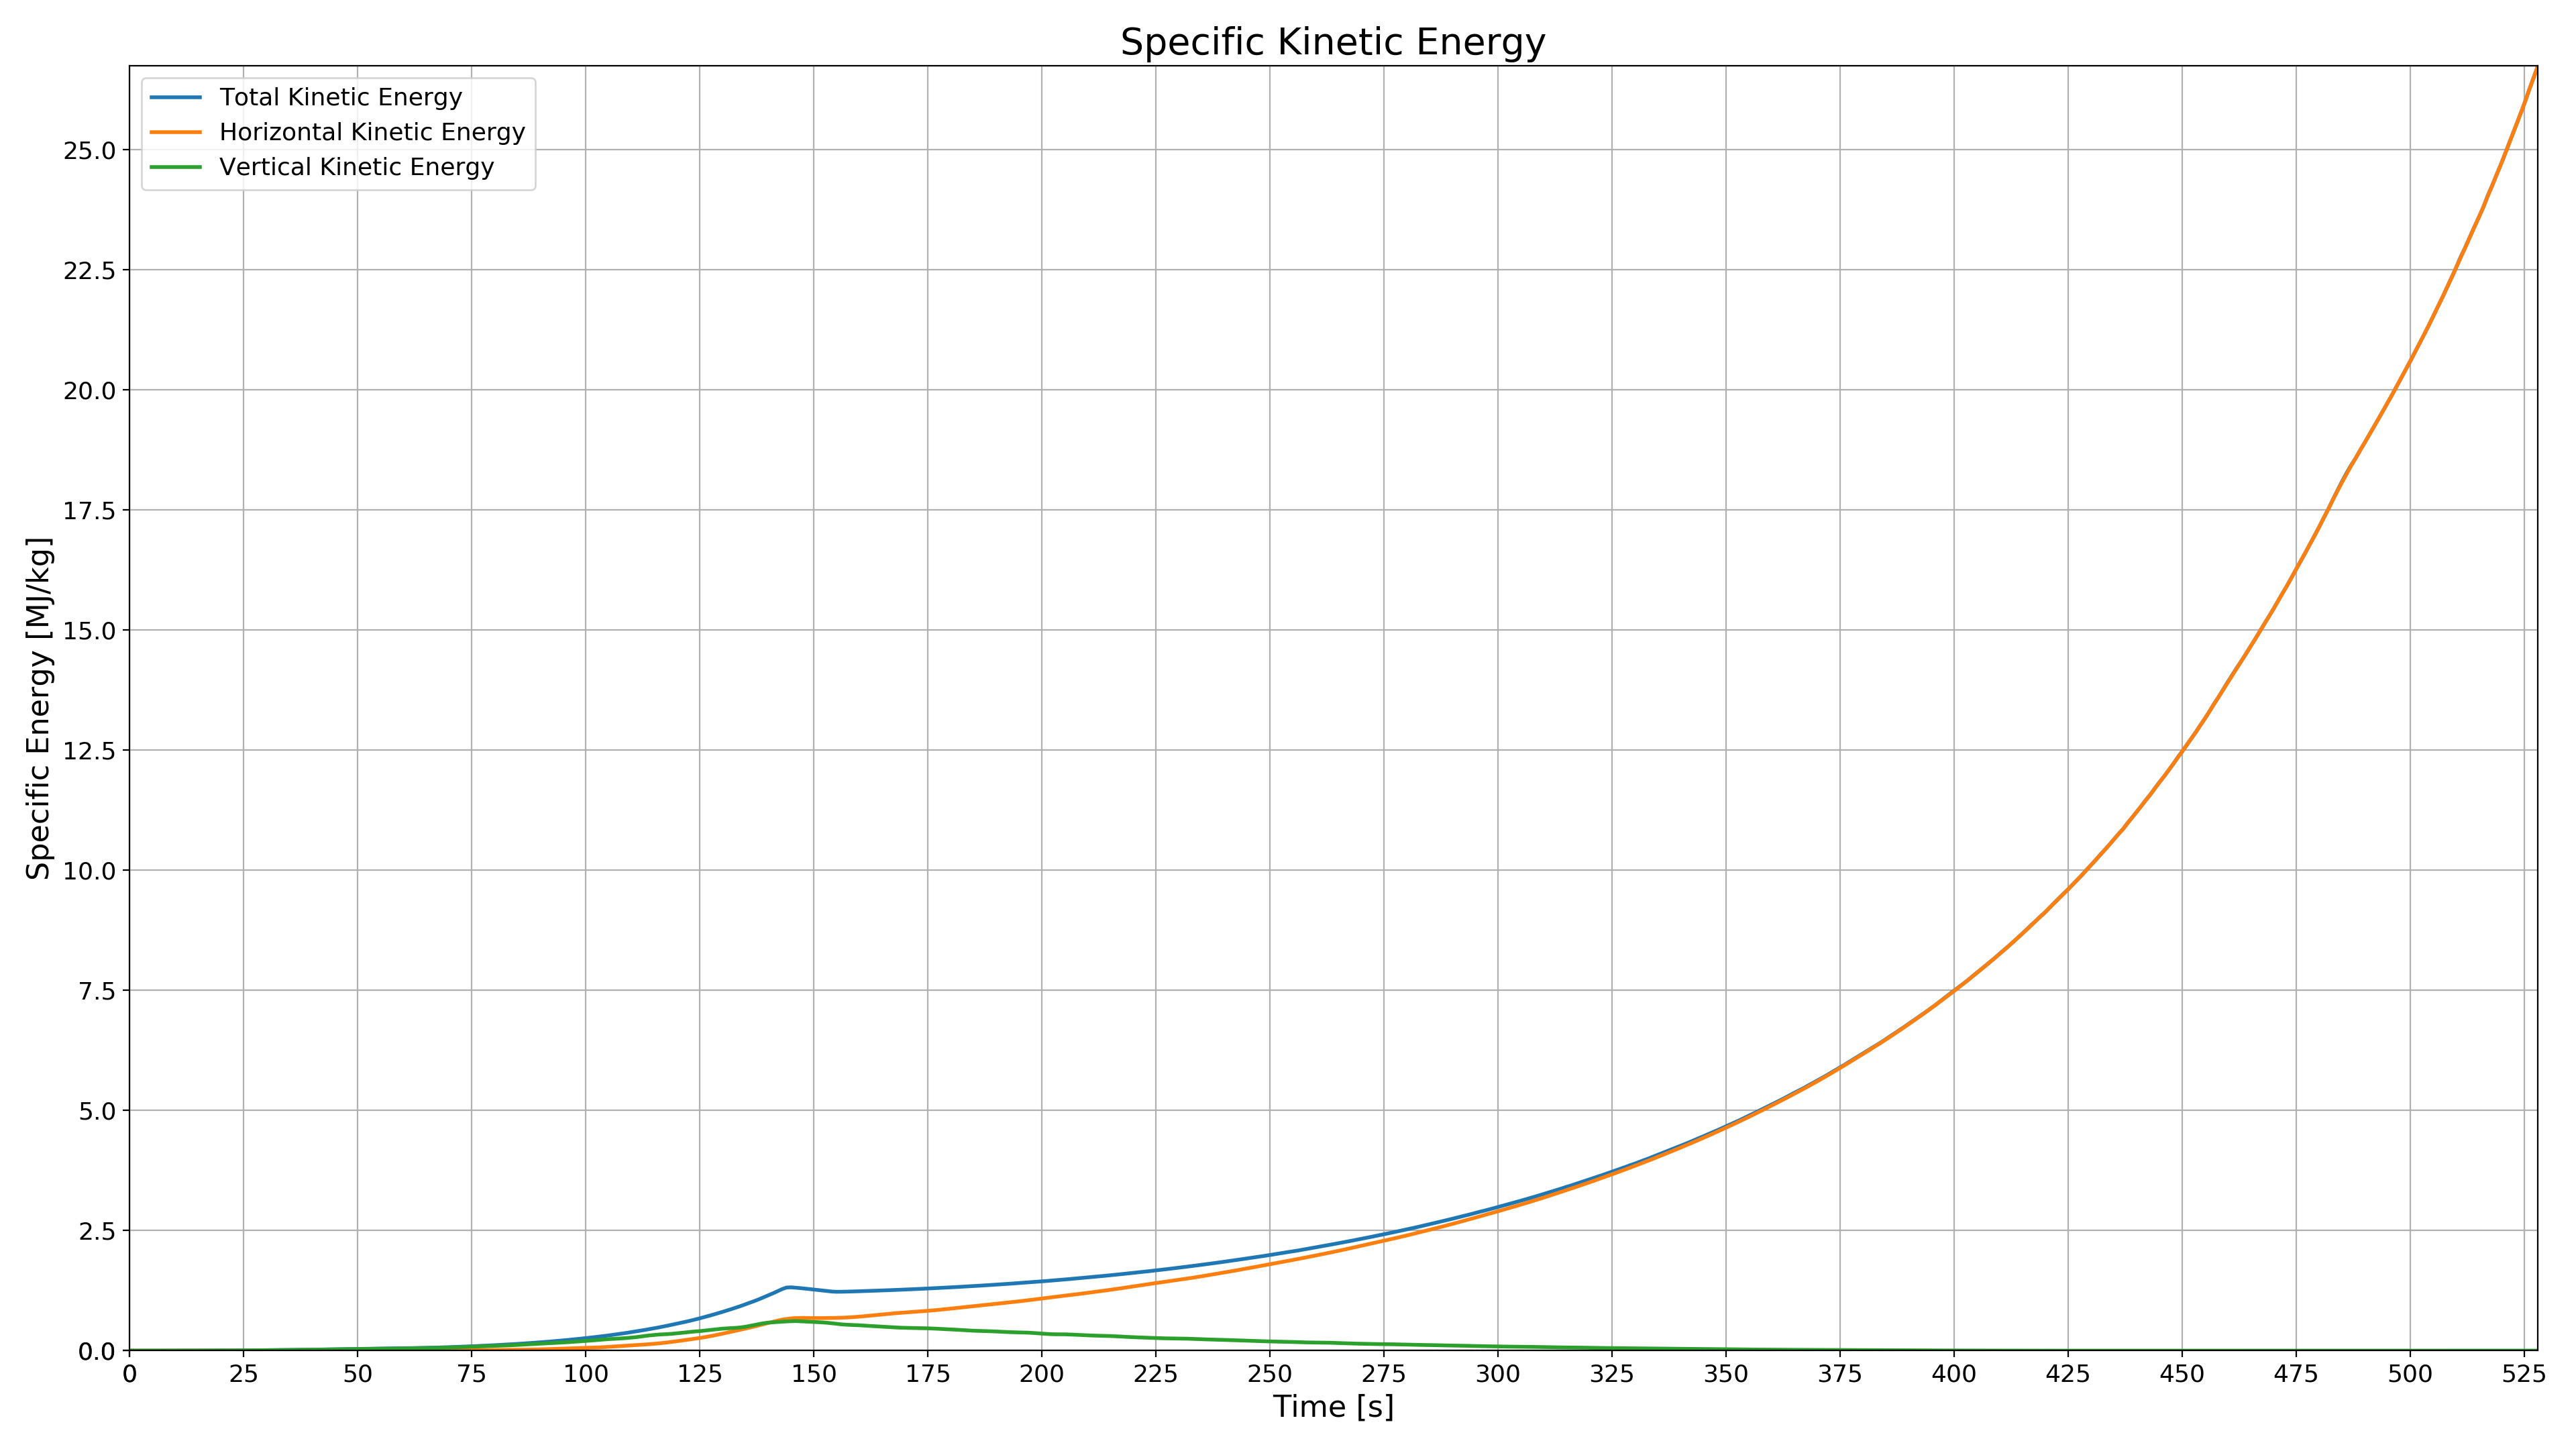 Specific Kinetic Energy
Total Kinetic Energy
Horizontal Kinetic Energy
Vertical Kinetic Energy
Specific Energy [MJ/kg]
25.0
22.5
20.0
17.5
15.0
12.5
10.0
7.5
5.0
2.5
0.0
0 25 50 75 100 125 150 175 200 225 250 275 300 325 350 375 400 425 450 475 500 525
Time [s]